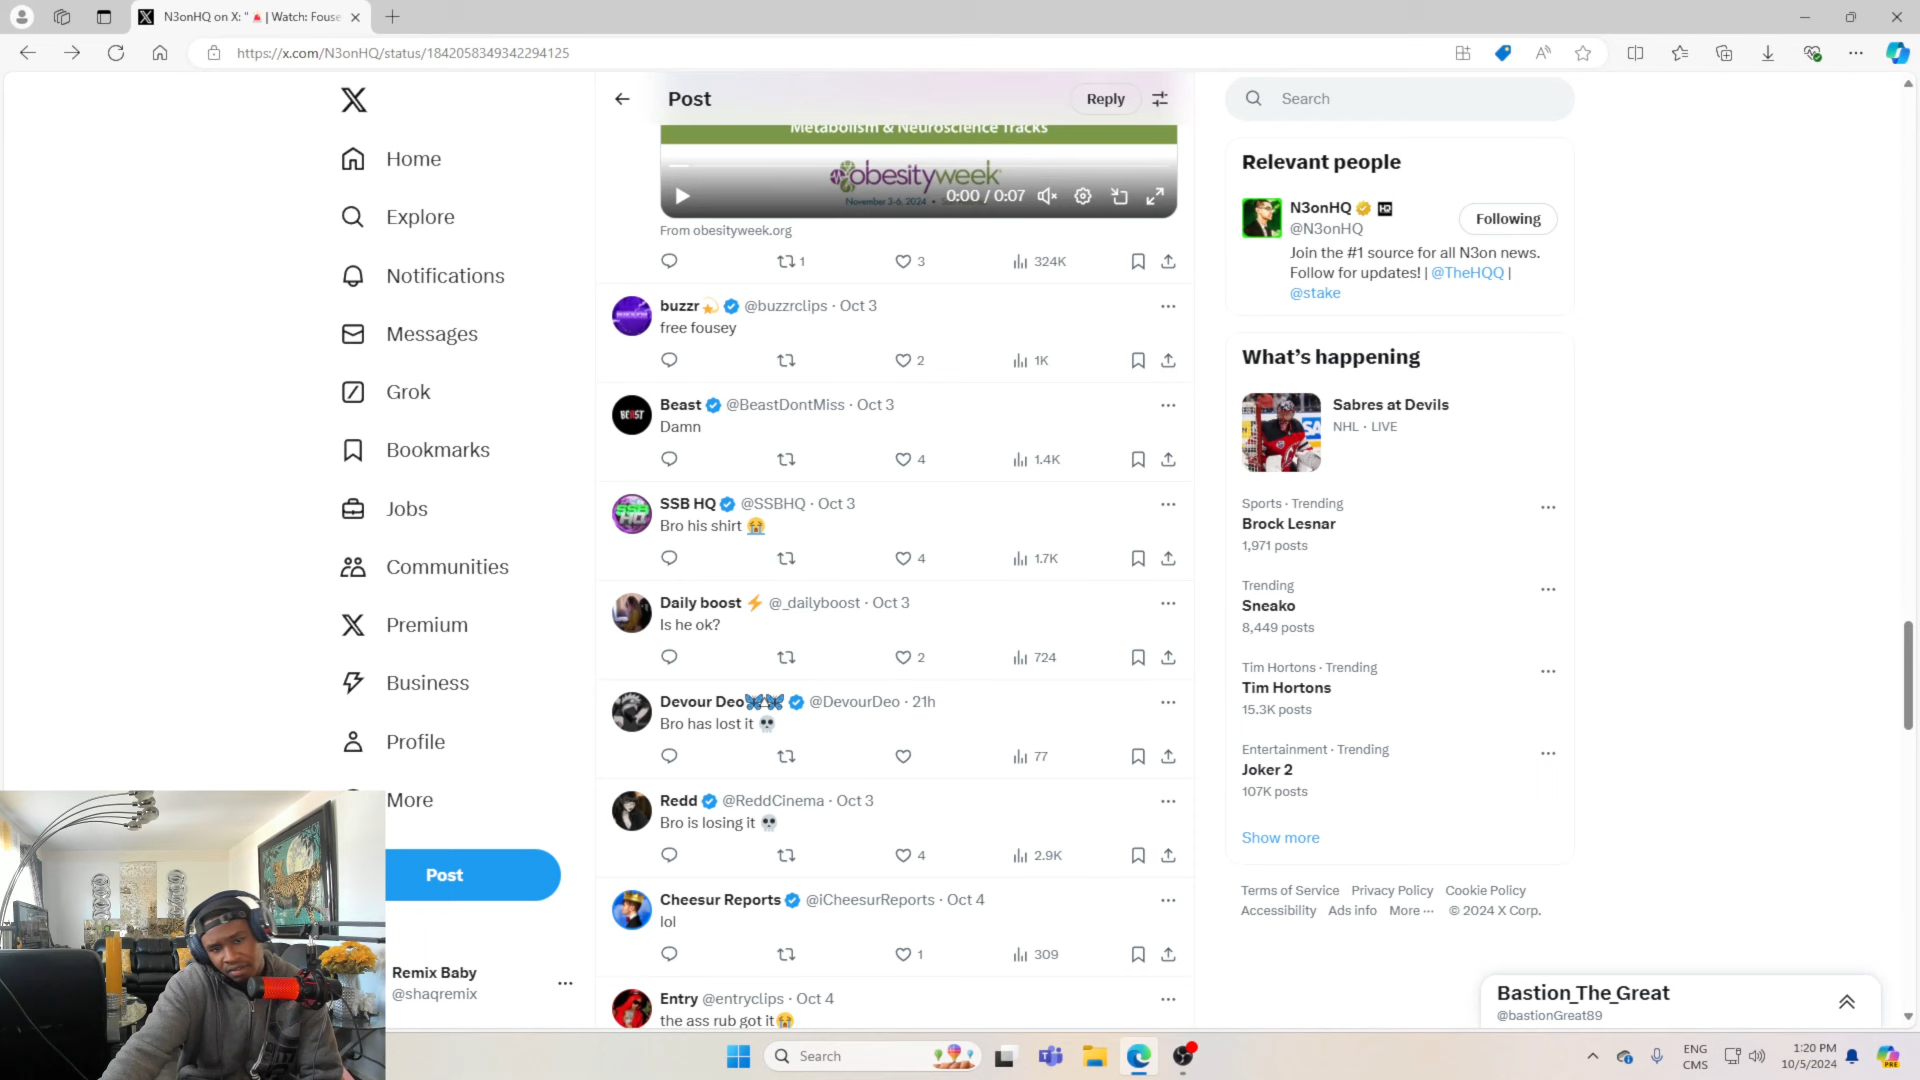 N3onHQ on X: "🚨 | Watch: Fouse
https://x.com/N3onHQ/status/1842058349342294125
Home
Explore
Notifications
Messages
Grok
Bookmarks
Jobs
Communities
Premium
Business
Profile
More
Post
Remix Baby
@shaqremix
Post
Reply
Metabolism & Neuroscience Tracks
obesityweek
0:00 / 0:07
From obesityweek.org
1 3 324K
buzzr💫 @buzzrclips · Oct 3
free fousey
2 1K
Beast @BeastDontMiss · Oct 3
Damn
4 1.4K
SSB HQ @SSBHQ · Oct 3
Bro his shirt 😭
4 1.7K
Daily boost ⚡ @_dailyboost · Oct 3
Is he ok?
2 724
Devour Deo🦋🦋 @DevourDeo · 21h
Bro has lost it 💀
77
Redd @ReddCinema · Oct 3
Bro is losing it 💀
4 2.9K
Cheesur Reports @iCheesurReports · Oct 4
lol
1 309
Entry @entryclips · Oct 4
the ass rub got it😭
Search
Relevant people
N3onHQ
@N3onHQ
Following
Join the #1 source for all N3on news.
Follow for updates! | @TheHQQ |
@stake
What's happening
Sabres at Devils
NHL · LIVE
Sports · Trending
Brock Lesnar
1,971 posts
Trending
Sneako
8,449 posts
Tim Hortons · Trending
Tim Hortons
15.3K posts
Entertainment · Trending
Joker 2
107K posts
Show more
Terms of Service Privacy Policy Cookie Policy
Accessibility Ads info More ··· © 2024 X Corp.
Bastion_The_Great
@bastionGreat89
Search
ENG
CMS
1:20 PM
10/5/2024